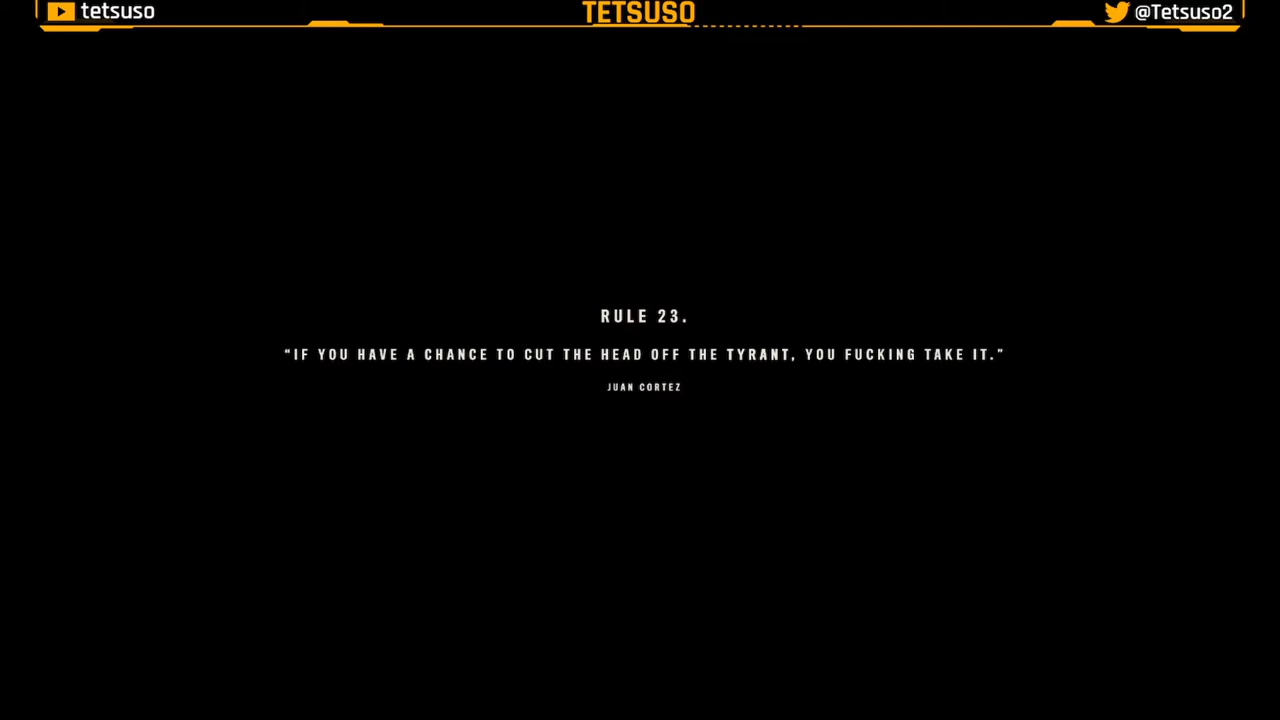 tetsuso
TETSUSO
@Tetsuso2
RULE 23.
“IF YOU HAVE A CHANCE TO CUT THE HEAD OFF THE TYRANT, YOU FUCKING TAKE IT.”
JUAN CORTEZ